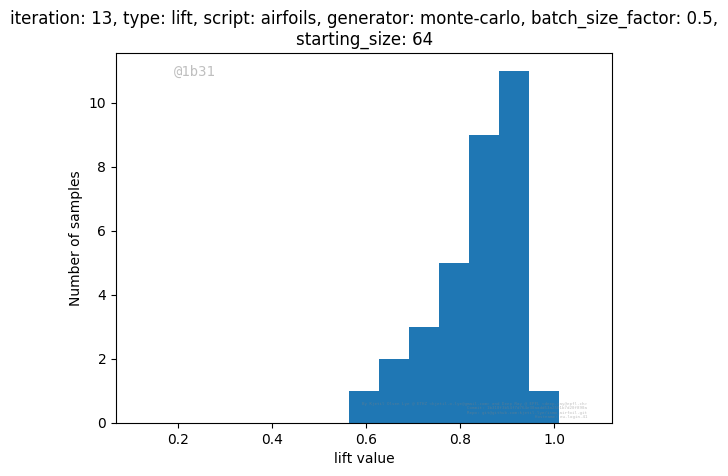 iteration: 13, type: lift, script: airfoils, generator: monte-carlo, batch_size_factor: 0.5,
starting_size: 64
@1b31
10
8
6
4
2
0
Number of samples
0.2 0.4 0.6 0.8 1.0
lift value